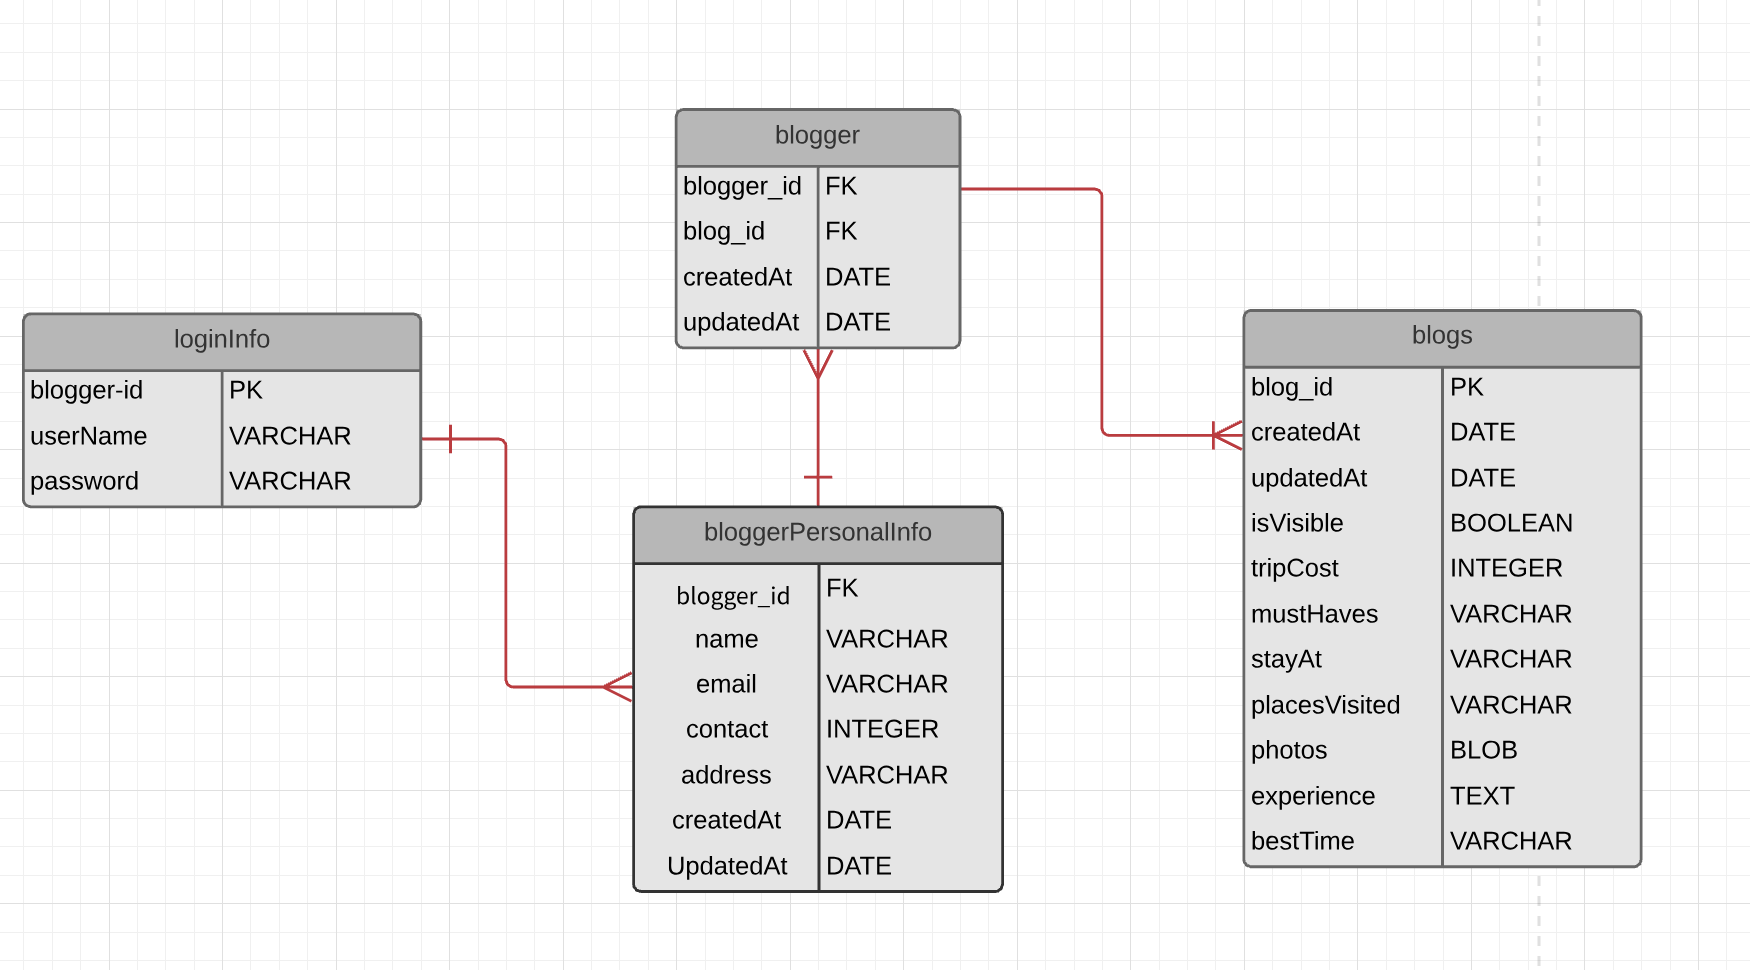 blogger
blogger_id FK
blog_id FK
createdAt DATE
updatedAt DATE
loginInfo
blogger-id PK
userName VARCHAR
password VARCHAR
bloggerPersonalInfo
blogger_id FK
name VARCHAR
email VARCHAR
contact INTEGER
address VARCHAR
createdAt DATE
UpdatedAt DATE
blogs
blog_id PK
createdAt DATE
updatedAt DATE
isVisible BOOLEAN
tripCost INTEGER
mustHaves VARCHAR
stayAt VARCHAR
placesVisited VARCHAR
photos BLOB
experience TEXT
bestTime VARCHAR